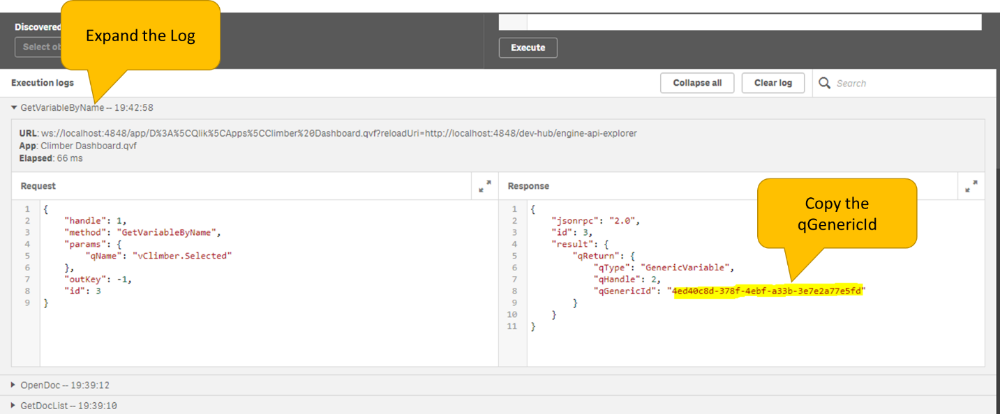 Discovered
Expand the Log
Select ob
Execute
Execution logs
Collapse all
Clear log
Search
GetVariableByName -- 19:42:58
URL: ws://localhost:4848/app/D%3A%5CQlik%5CApps%5CClimber%20Dashboard.qvf?reloadUri=http://localhost:4848/dev-hub/engine-api-explorer
App: Climber Dashboard.qvf
Elapsed: 66 ms
Request
1 {
2 "handle": 1,
3 "method": "GetVariableByName",
4 "params": {
5 "qName": "vClimber.Selected"
6 },
7 "outKey": -1,
8 "id": 3
9 }
Response
Copy the
qGenericId
1 {
2 "jsonrpc": "2.0",
3 "id": 3,
4 "result": {
5 "qReturn": {
6 "qType": "GenericVariable",
7 "qHandle": 2,
8 "qGenericId": "4ed40c8d-378f-4ebf-a33b-3e7e2a77e5fd"
9 }
10 }
11 }
OpenDoc -- 19:39:12
GetDocList -- 19:39:10